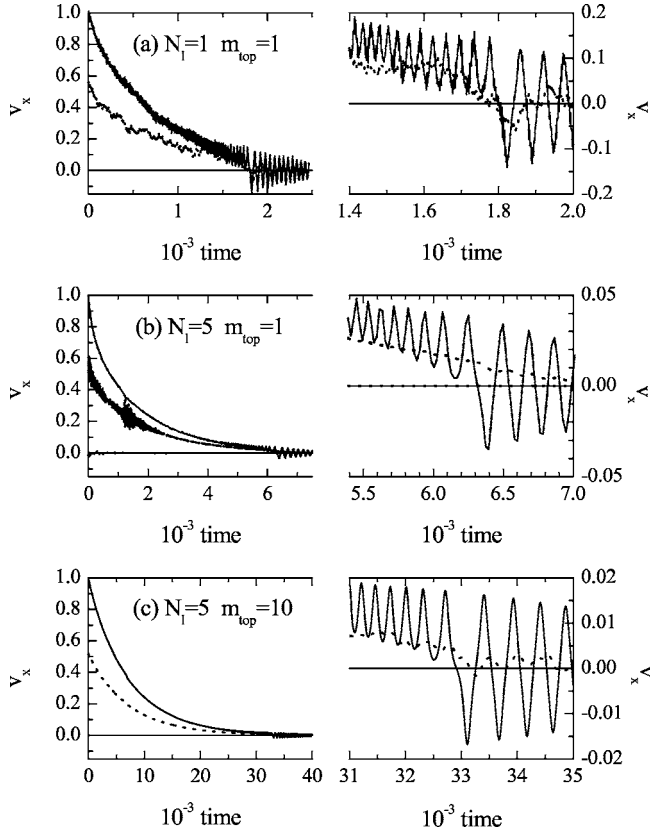 (a) N_l=1 m_top=1
1.0
0.8
0.6
0.4
0.2
0.0
v_x
0 1 2
10^-3 time
0.2
0.1
0.0
-0.1
-0.2
v_x
1.4 1.6 1.8 2.0
10^-3 time
(b) N_l=5 m_top=1
1.0
0.8
0.6
0.4
0.2
0.0
v_x
0 2 4 6
10^-3 time
0.05
0.00
-0.05
v_x
5.5 6.0 6.5 7.0
10^-3 time
(c) N_l=5 m_top=10
1.0
0.8
0.6
0.4
0.2
0.0
v_x
0 10 20 30 40
10^-3 time
0.02
0.01
0.00
-0.01
-0.02
v_x
31 32 33 34 35
10^-3 time